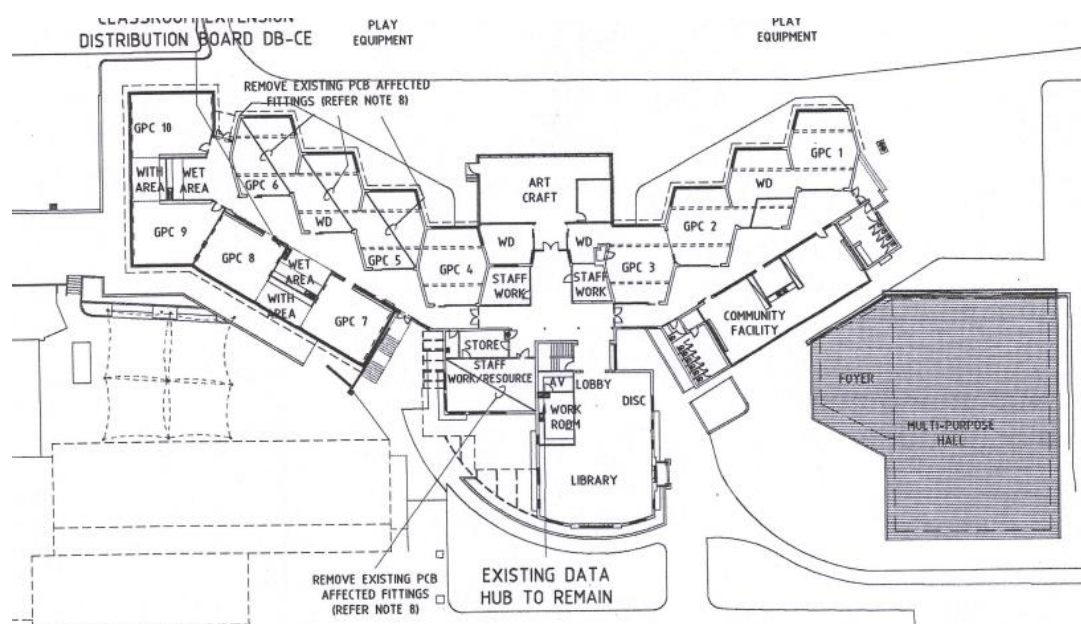 CLASSROOM EXTENSION
DISTRIBUTION BOARD DB-CE
PLAY
EQUIPMENT
PLAY
EQUIPMENT
REMOVE EXISTING PCB AFFECTED
FITTINGS (REFER NOTE 8)
GPC 10
WITH
AREA
WET
AREA
GPC 9
GPC 8
WET
AREA
WITH
AREA
GPC 7
GPC 6
WD
GPC 5
GPC 4
WD
STAFF
WORK
ART
CRAFT
WD
STAFF
WORK
GPC 3
GPC 2
WD
GPC 1
COMMUNITY
FACILITY
FOYER
MULTI-PURPOSE
HALL
STORE
STAFF
WORK/RESOURCE
AV
LOBBY
DISC
WORK
ROOM
LIBRARY
REMOVE EXISTING PCB
AFFECTED FITTINGS
(REFER NOTE 8)
EXISTING DATA
HUB TO REMAIN